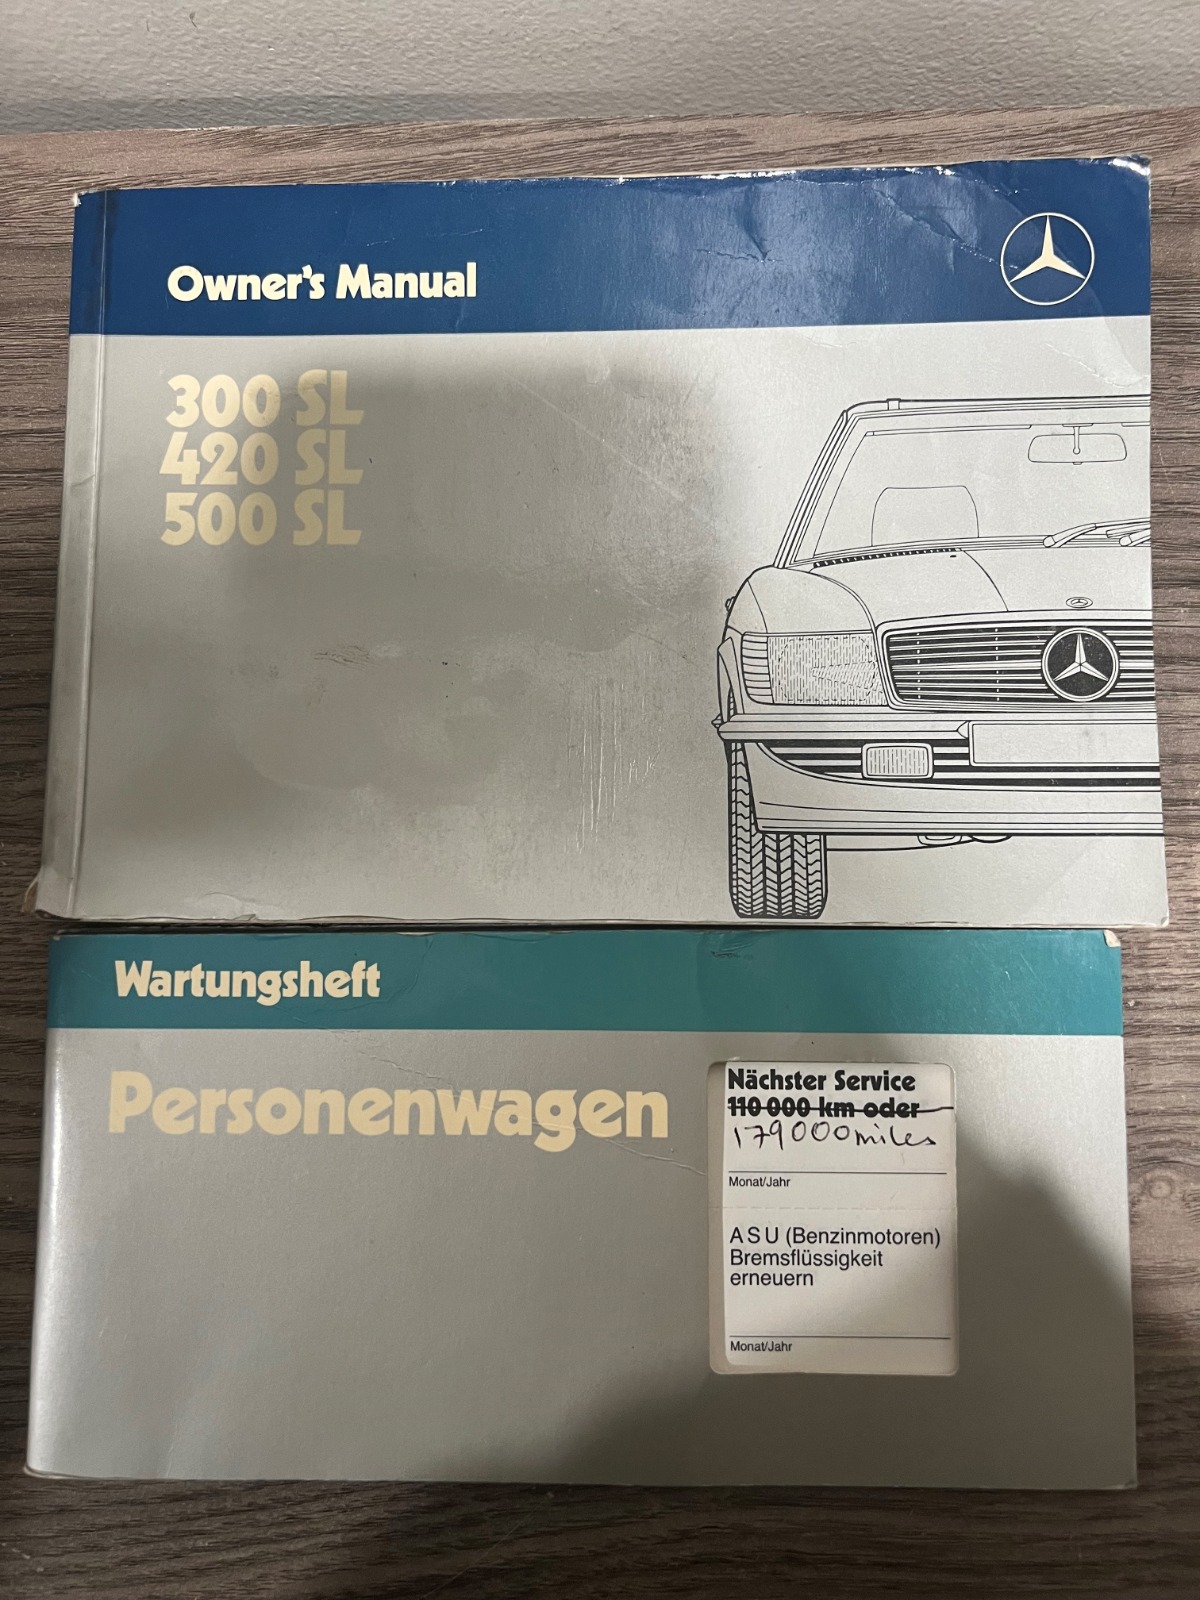 Owner's Manual
300 SL
420 SL
500 SL
Wartungsheft
Personenwagen
Nächster Service
110 000 km oder
179000 miles
Monat/Jahr
A S U (Benzinmotoren)
Bremsflüssigkeit
erneuern
Monat/Jahr